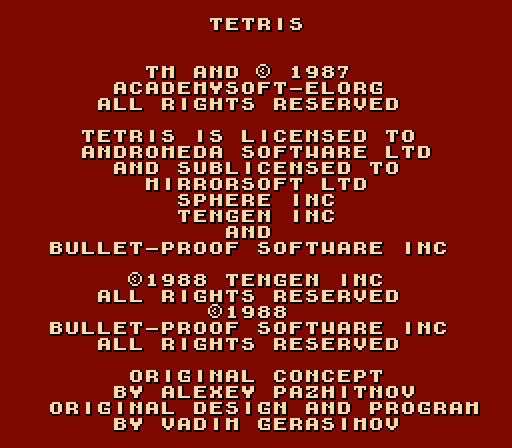 TETRIS
TM AND © 1987
ACADEMYSOFT-ELORG
ALL RIGHTS RESERVED
TETRIS IS LICENSED TO
ANDROMEDA SOFTWARE LTD
AND SUBLICENSED TO
MIRRORSOFT LTD
SPHERE INC
TENGEN INC
AND
BULLET-PROOF SOFTWARE INC
©1988 TENGEN INC
ALL RIGHTS RESERVED
©1988
BULLET-PROOF SOFTWARE INC
ALL RIGHTS RESERVED
ORIGINAL CONCEPT
BY ALEXEY PAZHITNOV
ORIGINAL DESIGN AND PROGRAM
BY VADIM GERASIMOV